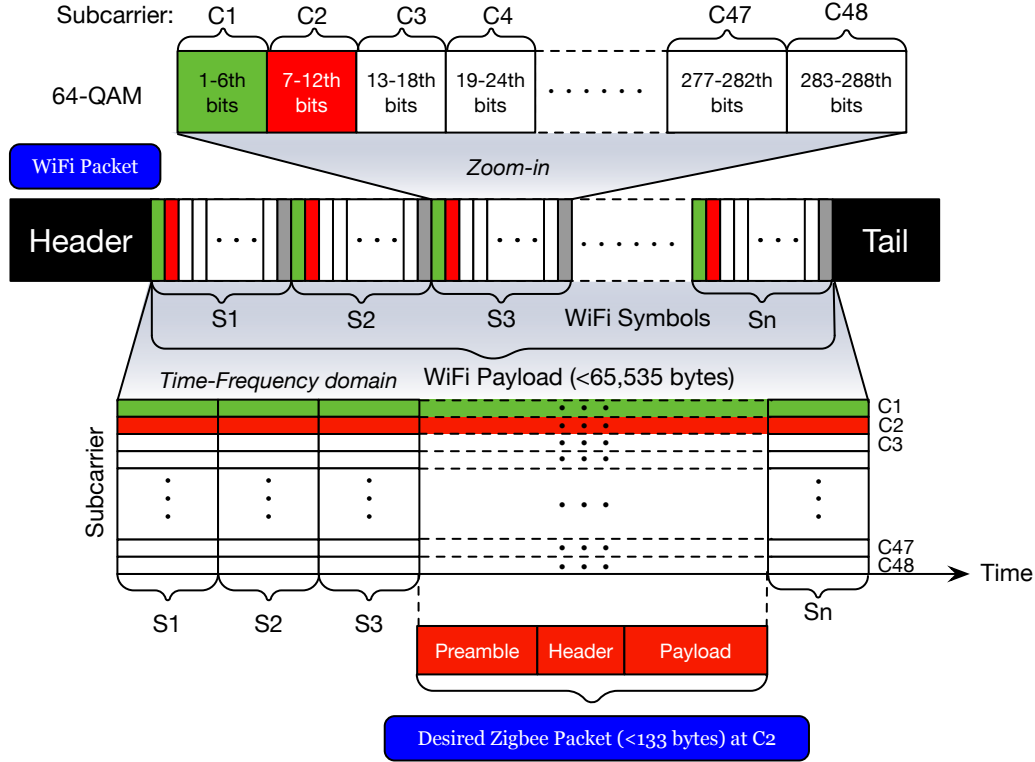 Subcarrier: C1 C2 C3 C4 C47 C48
64-QAM
1-6th bits
7-12th bits
13-18th bits
19-24th bits
· · · · · ·
277-282th bits
283-288th bits
WiFi Packet
Zoom-in
Header
· · ·
· · ·
· · ·
· · · · · ·
· · ·
Tail
S1 S2 S3 WiFi Symbols Sn
Time-Frequency domain
WiFi Payload (<65,535 bytes)
Subcarrier
C1
C2
C3
C47
C48
Time
S1 S2 S3 Sn
Preamble Header Payload
Desired Zigbee Packet (<133 bytes) at C2